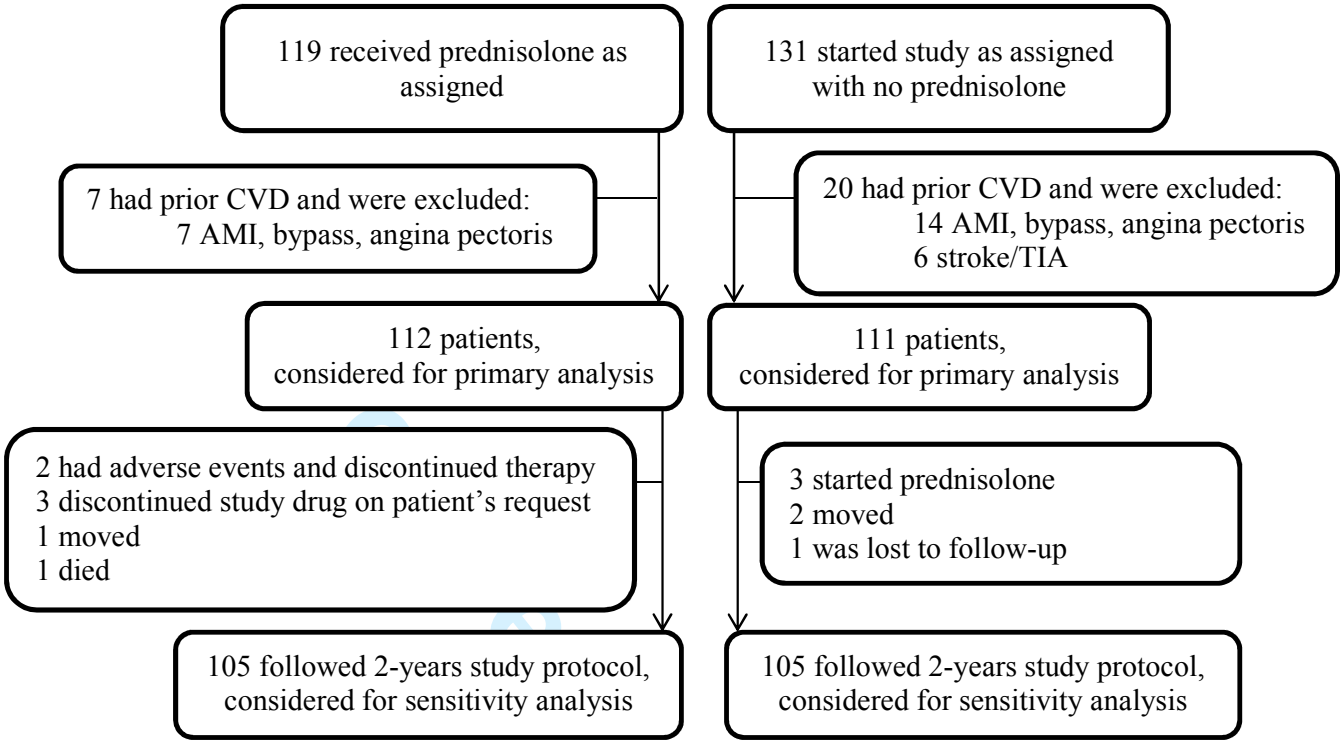 119 received prednisolone as
assigned
131 started study as assigned
with no prednisolone
7 had prior CVD and were excluded:
7 AMI, bypass, angina pectoris
20 had prior CVD and were excluded:
14 AMI, bypass, angina pectoris
6 stroke/TIA
112 patients,
considered for primary analysis
111 patients,
considered for primary analysis
2 had adverse events and discontinued therapy
3 discontinued study drug on patient’s request
1 moved
1 died
3 started prednisolone
2 moved
1 was lost to follow-up
105 followed 2-years study protocol,
considered for sensitivity analysis
105 followed 2-years study protocol,
considered for sensitivity analysis